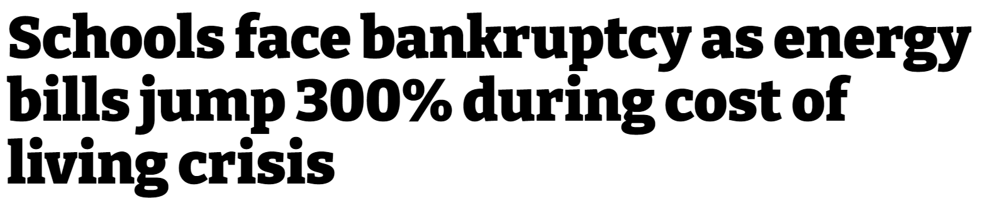 Schools face bankruptcy as energy
bills jump 300% during cost of
living crisis